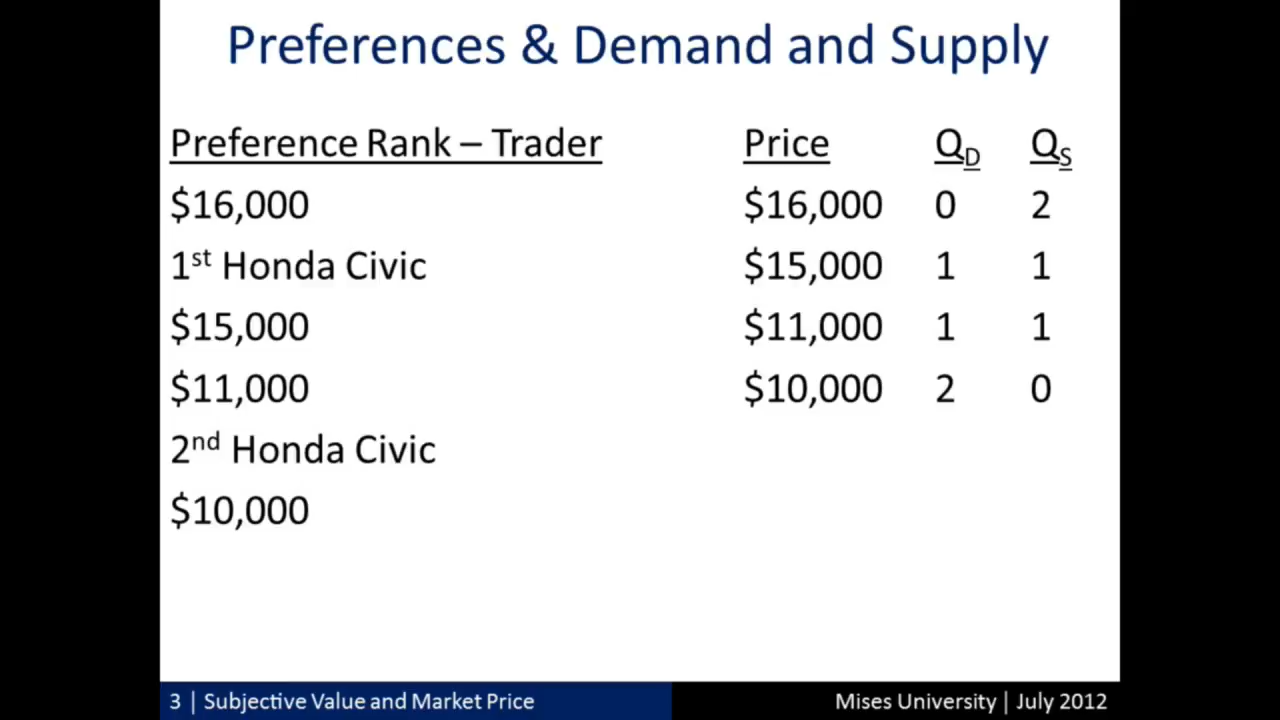 Preferences & Demand and Supply
Preference Rank – Trader Price QD QS
$16,000 $16,000 0 2
1st Honda Civic $15,000 1 1
$15,000 $11,000 1 1
$11,000 $10,000 2 0
2nd Honda Civic
$10,000
3 | Subjective Value and Market Price Mises University | July 2012